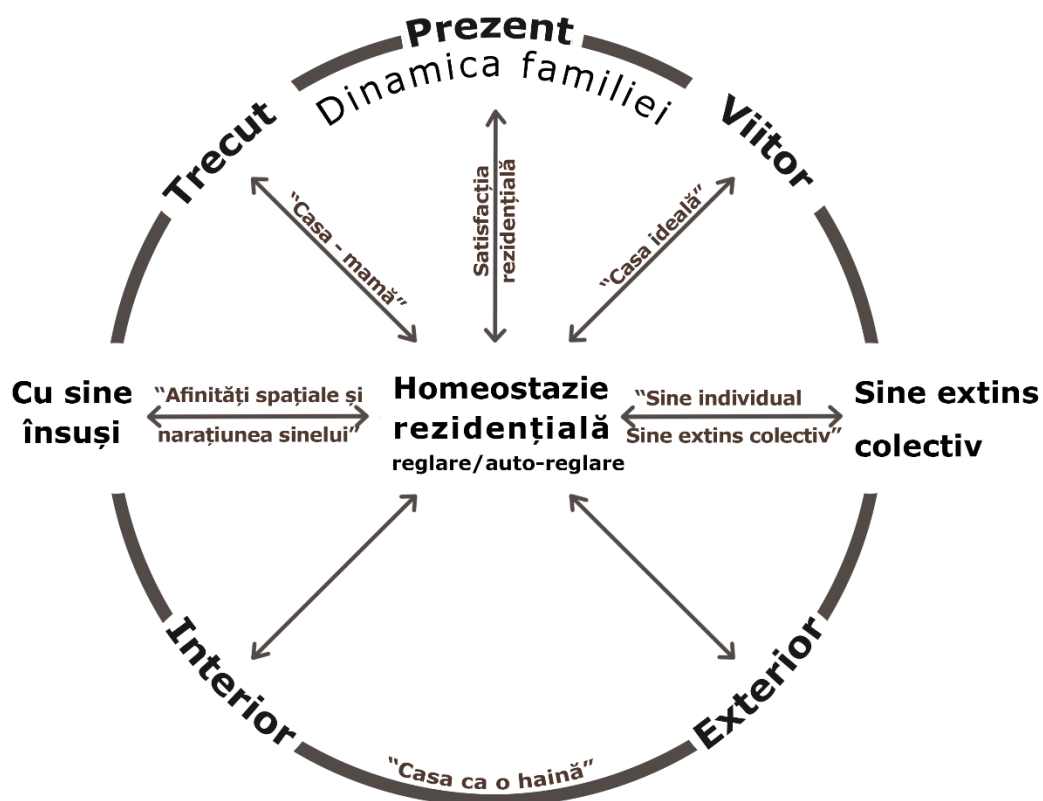 Prezent
Dinamica familiei
Trecut
Viitor
“Casa - mamă”
Satisfacția
rezidențială
“Casa ideală”
Cu sine
însuși
“Afinități spațiale și
narațiunea sinelui”
Homeostazie
rezidențială
reglare/auto-reglare
“Sine individual
Sine extins colectiv”
Sine extins
colectiv
Interior
Exterior
“Casa ca o haină”